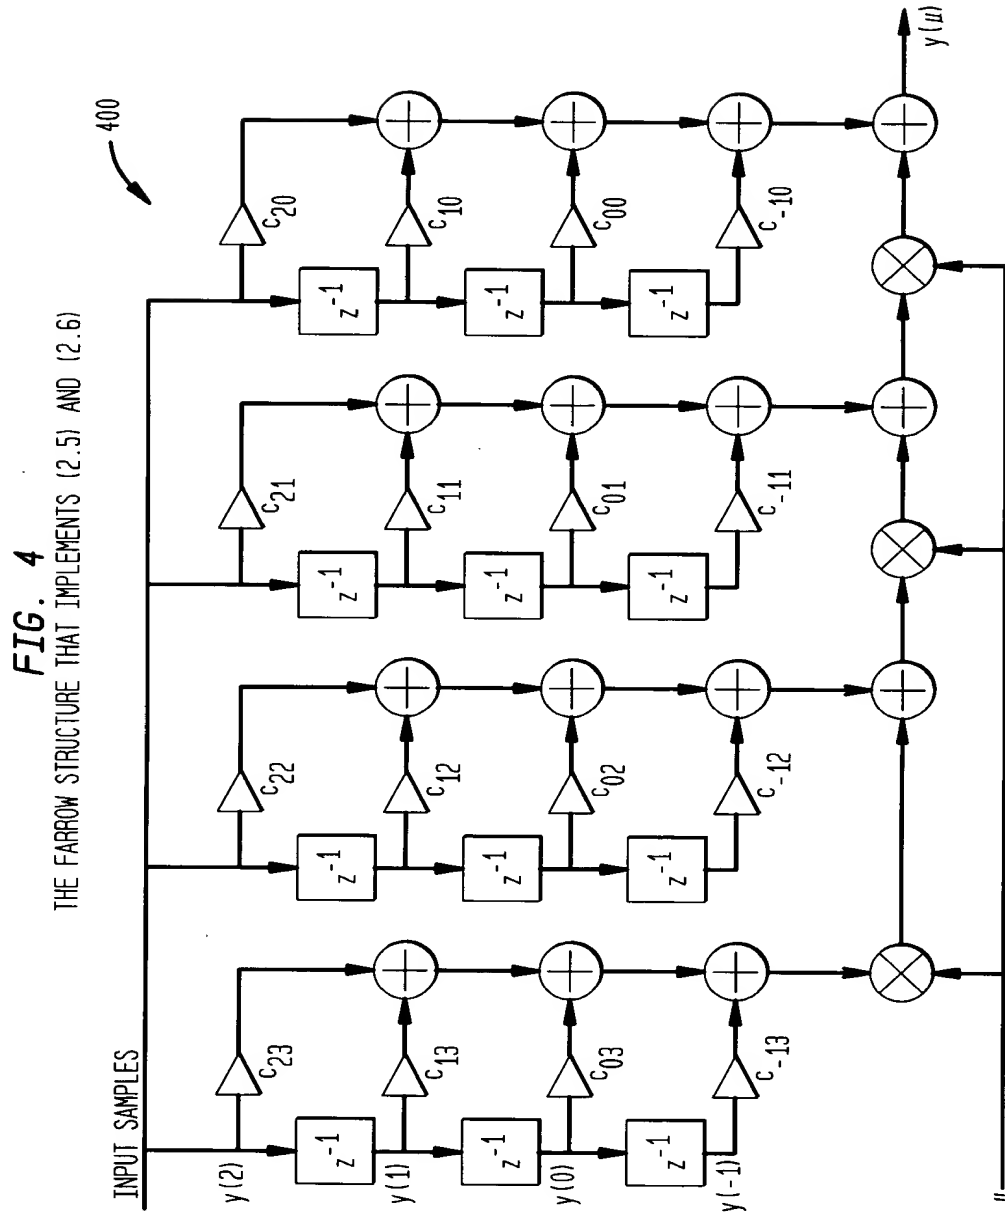 FIG. 4
THE FARROW STRUCTURE THAT IMPLEMENTS (2.5) AND (2.6)
400
INPUT SAMPLES
y(2)
C23
C22
C21
C20
z-1
z-1
z-1
z-1
y(1)
C13
C12
C11
C10
z-1
z-1
z-1
z-1
y(0)
C03
C02
C01
C00
z-1
z-1
z-1
z-1
y(-1)
C-13
C-12
C-11
C-10
y(μ)